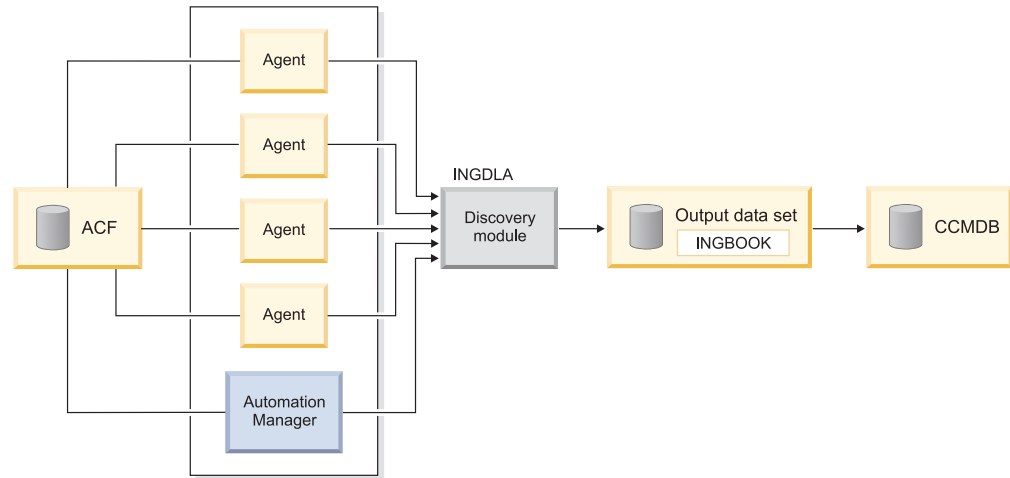 Agent
Agent
Agent
Agent
Automation
Manager
ACF
INGDLA
Discovery
module
Output data set
INGBOOK
CCMDB